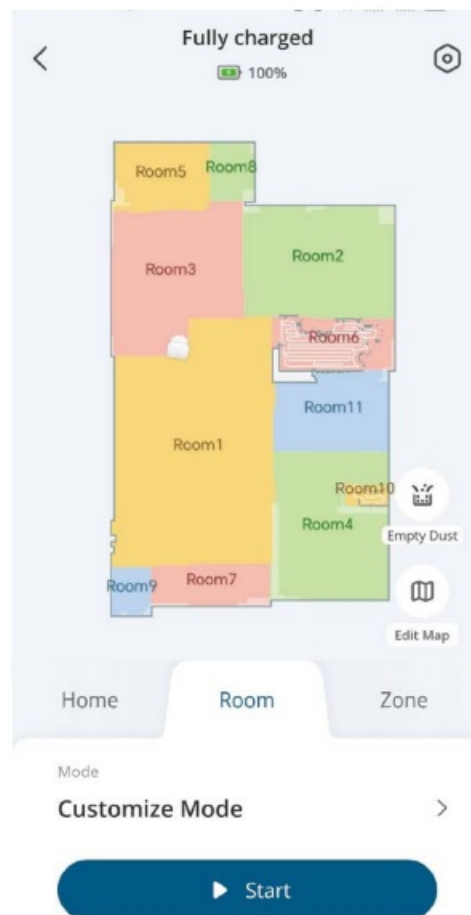 Fully charged
100%
Room5
Room8
Room3
Room2
Room6
Room11
Room1
Room10
Room4
Empty Dust
Room9
Room7
Edit Map
Home
Room
Zone
Mode
Customize Mode
Start